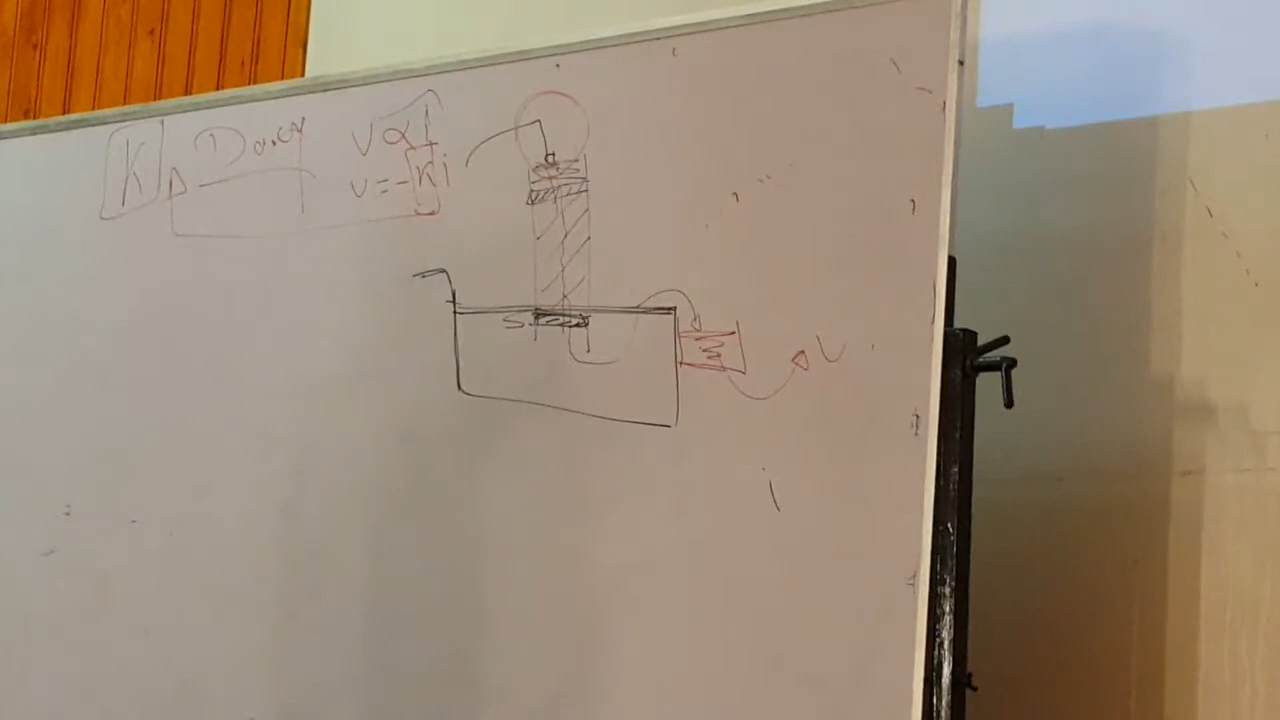 K Darcy V α i
V = -Ki
S
V
i